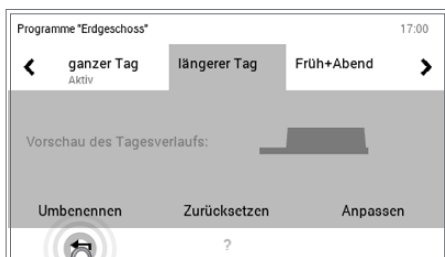 Programme "Erdgeschoss" 17:00
ganzer Tag längerer Tag Früh+Abend
Aktiv
Vorschau des Tagesverlaufs:
Umbenennen Zurücksetzen Anpassen
?